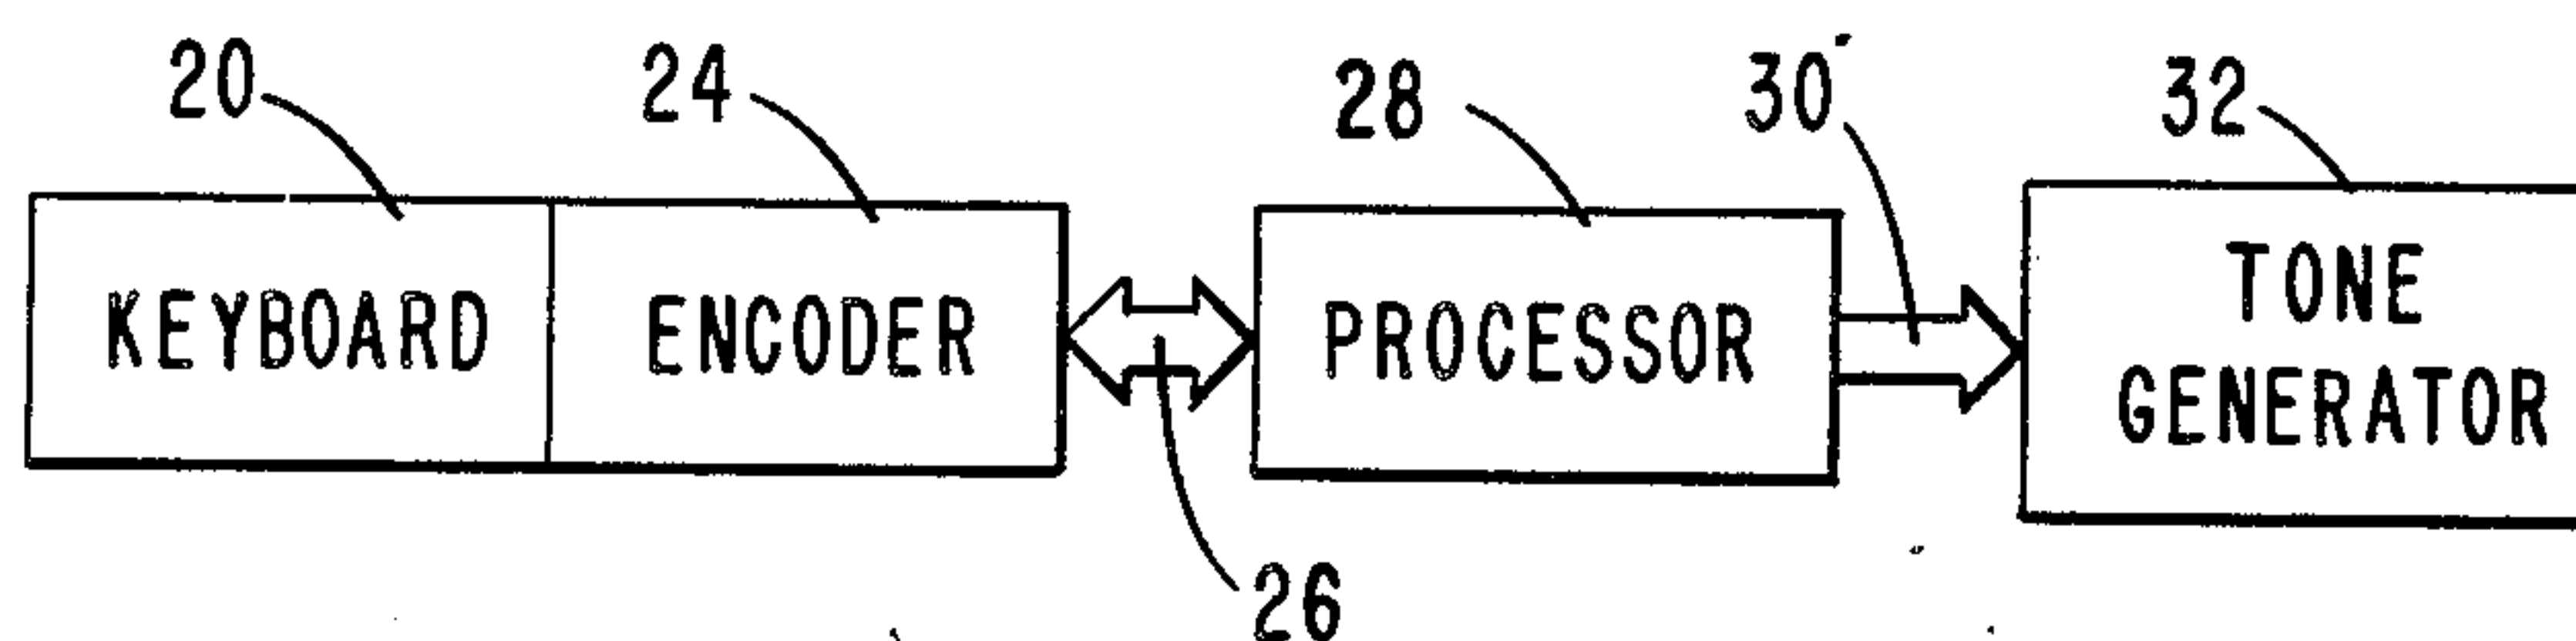 20 24 28 30 32
KEYBOARD ENCODER PROCESSOR TONE
GENERATOR
26